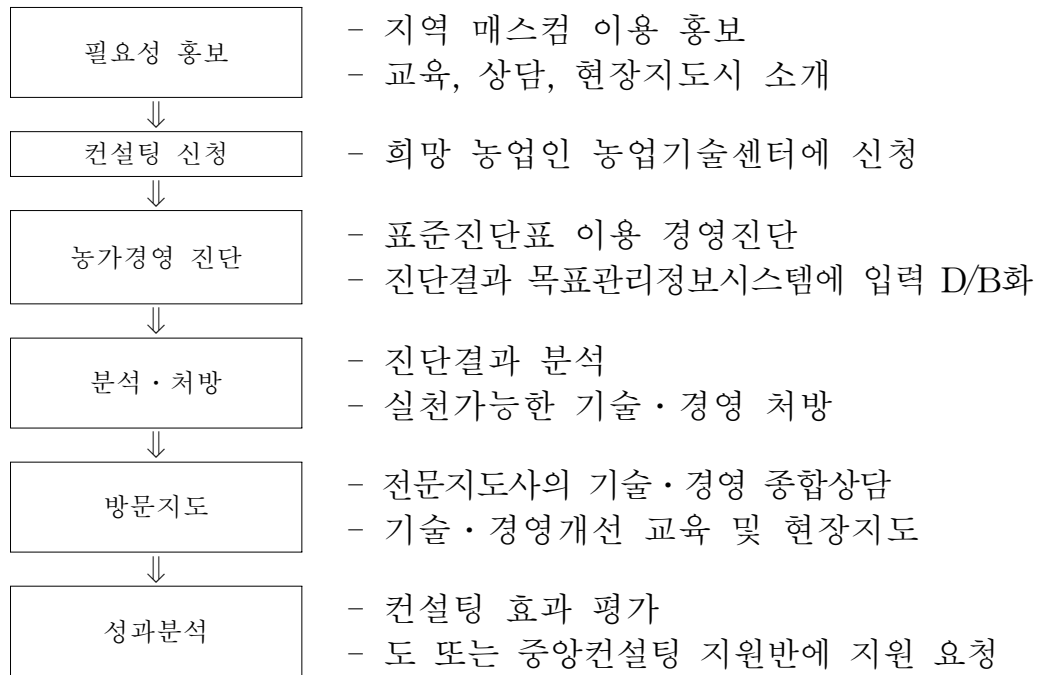 필요성 홍보
- 지역 매스컴 이용 홍보
- 교육, 상담, 현장지도시 소개
⇓
컨설팅 신청
- 희망 농업인 농업기술센터에 신청
⇓
농가경영 진단
- 표준진단표 이용 경영진단
- 진단결과 목표관리정보시스템에 입력 D/B화
⇓
분석·처방
- 진단결과 분석
- 실천가능한 기술·경영 처방
⇓
방문지도
- 전문지도사의 기술·경영 종합상담
- 기술·경영개선 교육 및 현장지도
⇓
성과분석
- 컨설팅 효과 평가
- 도 또는 중앙컨설팅 지원반에 지원 요청